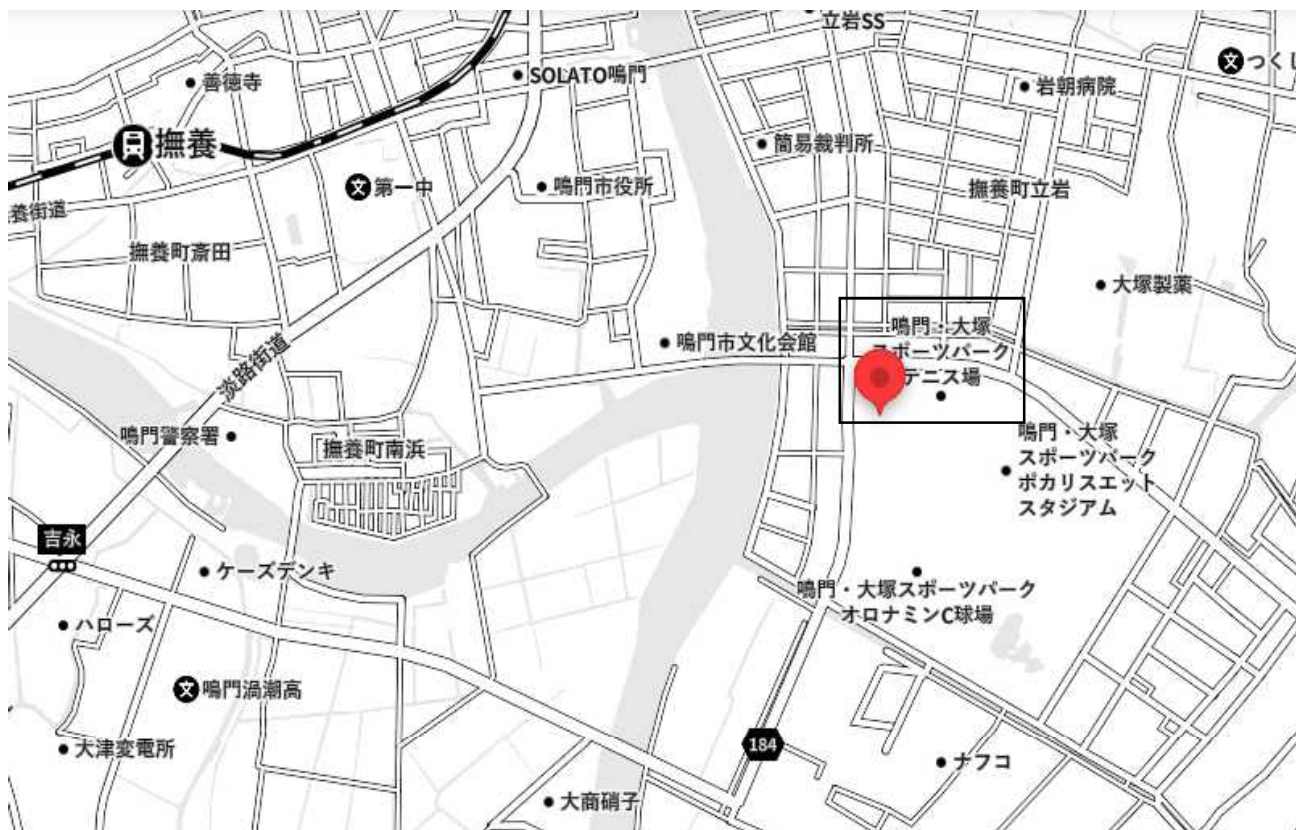 立岩SS
善徳寺
SOLATO鳴門
文
つくし
岩朝病院
撫養
簡易裁判所
文
第一中
鳴門市役所
撫養町立岩
養街道
撫養町斎田
大塚製薬
鳴門・大塚
スポーツパーク
テニス場
鳴門市文化会館
淡路街道
鳴門警察署
撫養町南浜
鳴門・大塚
スポーツパーク
ポカリスエット
スタジアム
吉永
ケーズデンキ
鳴門・大塚スポーツパーク
オロナミンC球場
ハローズ
文
鳴門渦潮高
大津変電所
184
ナフコ
大商硝子